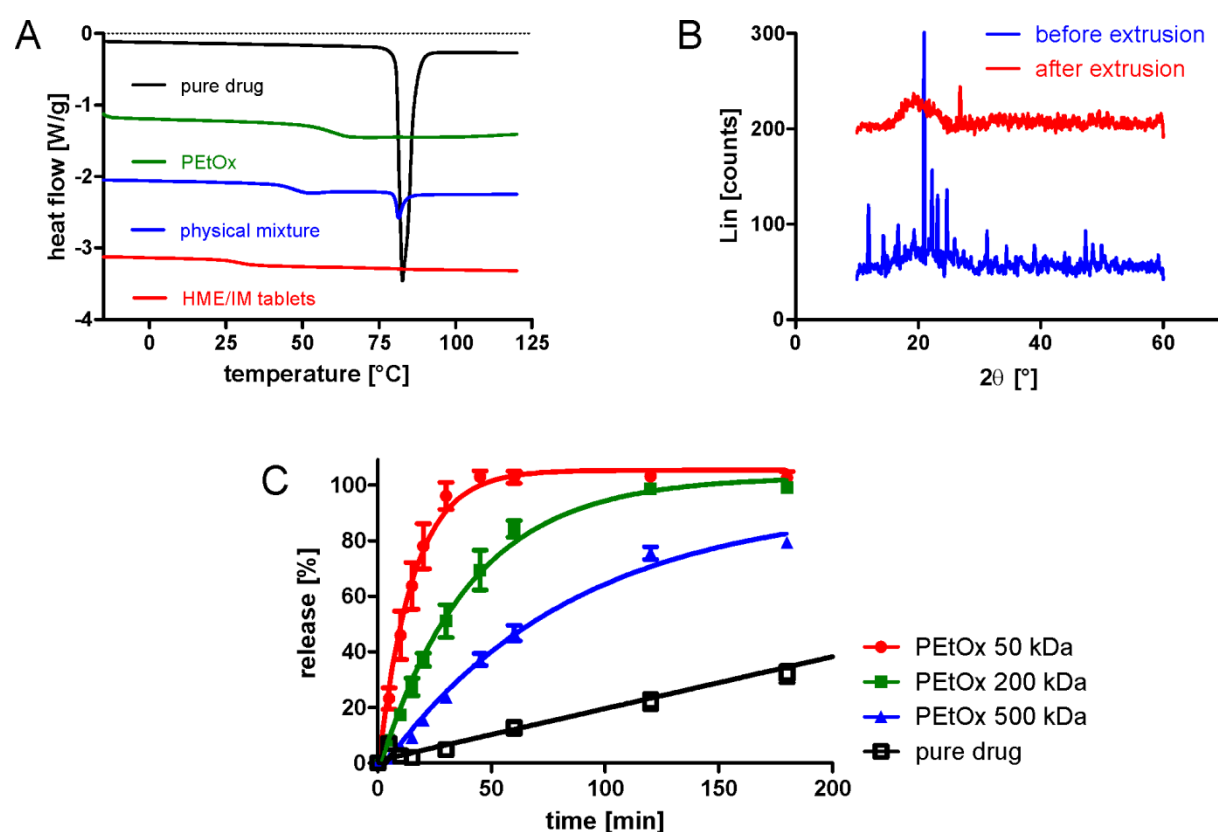 A
0
-1
-2
-3
-4
heat flow [W/g]
pure drug
PEtOx
physical mixture
HME/IM tablets
0 25 50 75 100 125
temperature [°C]
B
before extrusion
after extrusion
300
200
100
0
Lin [counts]
0 20 40 60
2θ [°]
C
100
80
60
40
20
0
release [%]
0 50 100 150 200
time [min]
PEtOx 50 kDa
PEtOx 200 kDa
PEtOx 500 kDa
pure drug